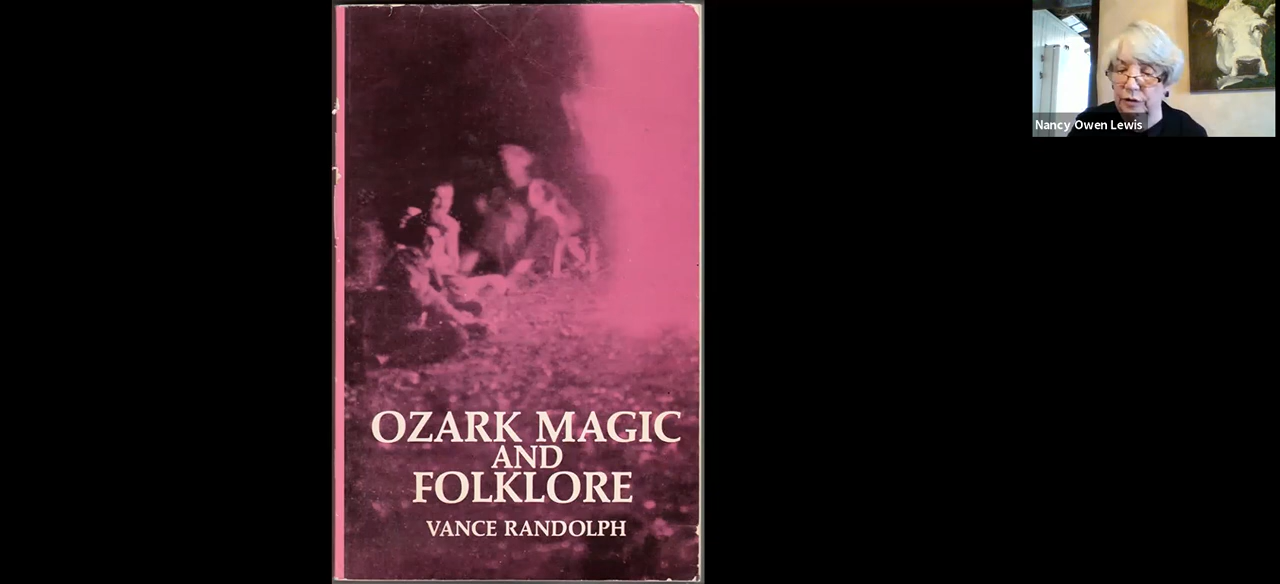 OZARK MAGIC
AND
FOLKLORE
VANCE RANDOLPH
Nancy Owen Lewis